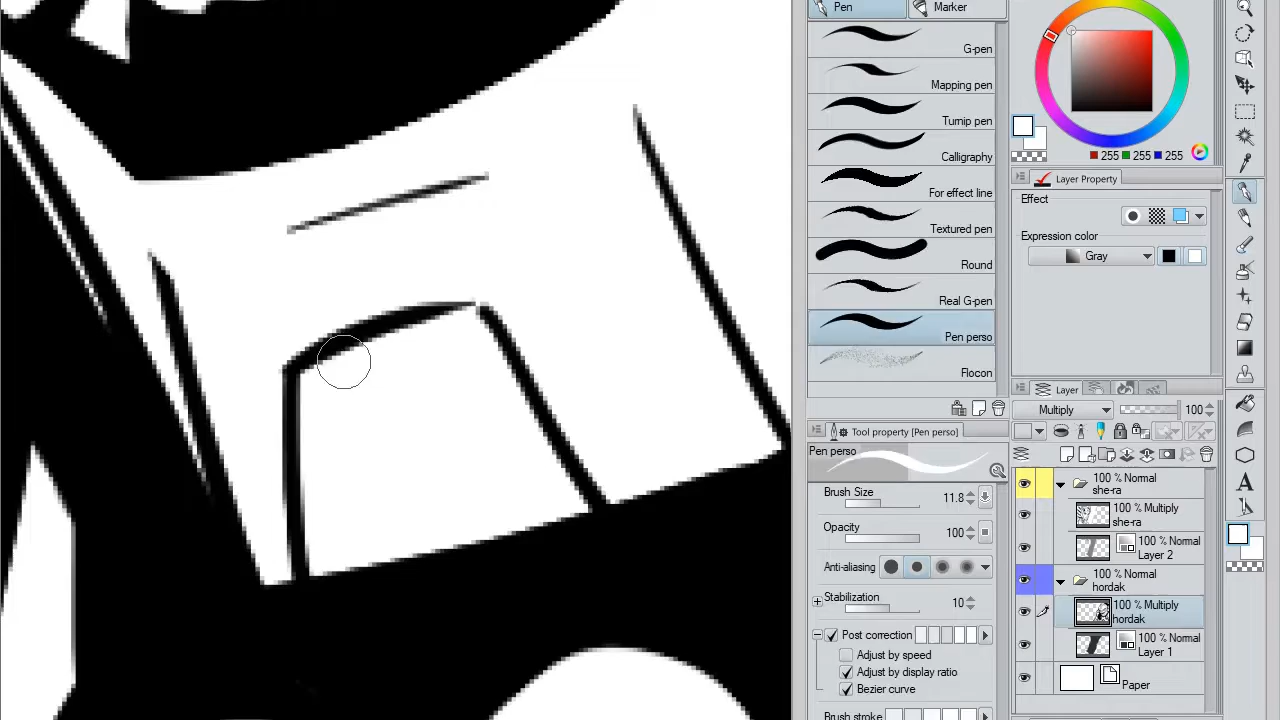 Pen
Marker
G-pen
Mapping pen
Turnip pen
Calligraphy
For effect line
Textured pen
Round
Real G-pen
Pen perso
Flocon
Tool property [Pen perso]
Pen perso
Brush Size
11.8
Opacity
100
Anti-aliasing
Stabilization
10
Post correction
Adjust by speed
Adjust by display ratio
Bezier curve
Brush stroke
255
255
255
Layer Property
Effect
Expression color
Gray
Layer
Multiply
100
100 % Normal
she-ra
100 % Multiply
she-ra
100 % Normal
Layer 2
100 % Normal
hordak
100 % Multiply
hordak
100 % Normal
Layer 1
Paper
A